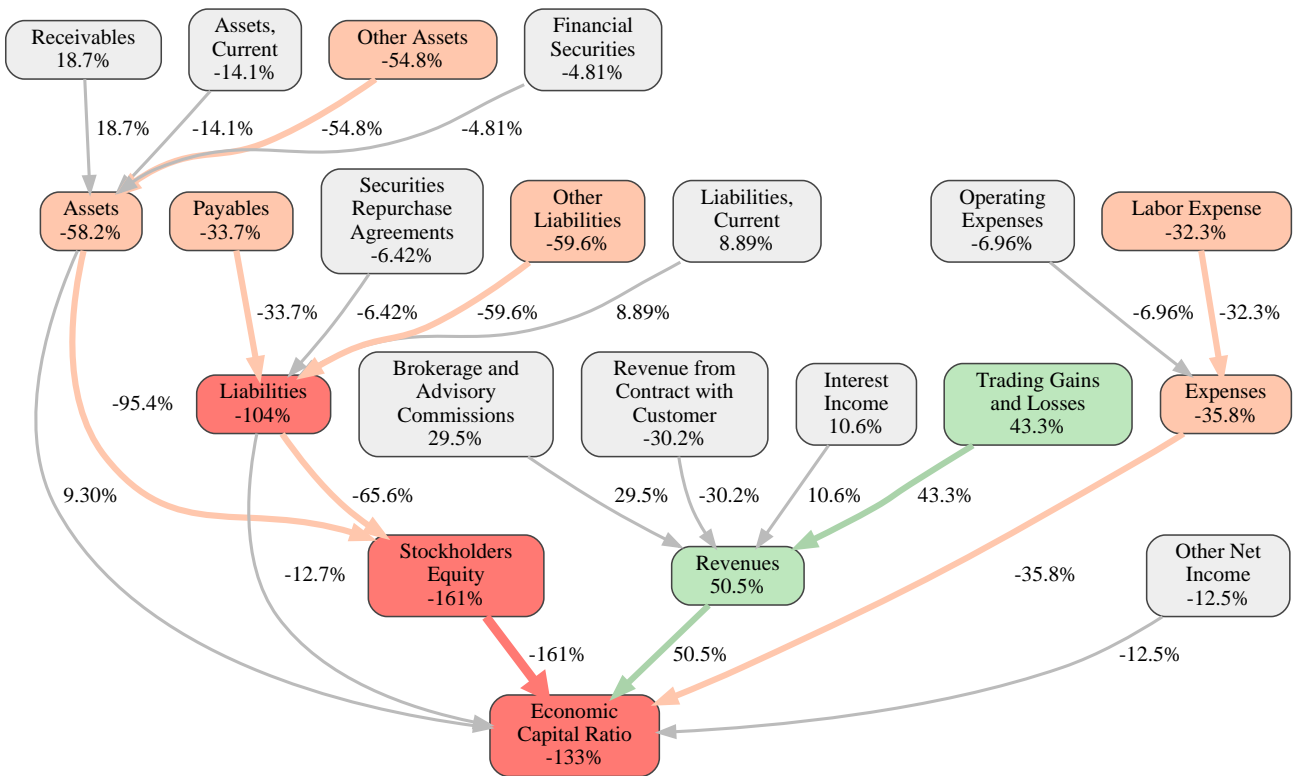 Receivables
18.7%
Assets,
Current
-14.1%
Other Assets
-54.8%
Financial
Securities
-4.81%
18.7%
-14.1%
-54.8%
-4.81%
Assets
-58.2%
Payables
-33.7%
Securities
Repurchase
Agreements
-6.42%
Other
Liabilities
-59.6%
Liabilities,
Current
8.89%
Operating
Expenses
-6.96%
Labor Expense
-32.3%
-33.7%
-6.42%
-59.6%
8.89%
-6.96%
-32.3%
Liabilities
-104%
Brokerage and
Advisory
Commissions
29.5%
Revenue from
Contract with
Customer
-30.2%
Interest
Income
10.6%
Trading Gains
and Losses
43.3%
Expenses
-35.8%
-95.4%
9.30%
-65.6%
29.5%
-30.2%
10.6%
43.3%
-12.7%
Stockholders
Equity
-161%
Revenues
50.5%
-35.8%
Other Net
Income
-12.5%
-161%
50.5%
-12.5%
Economic
Capital Ratio
-133%